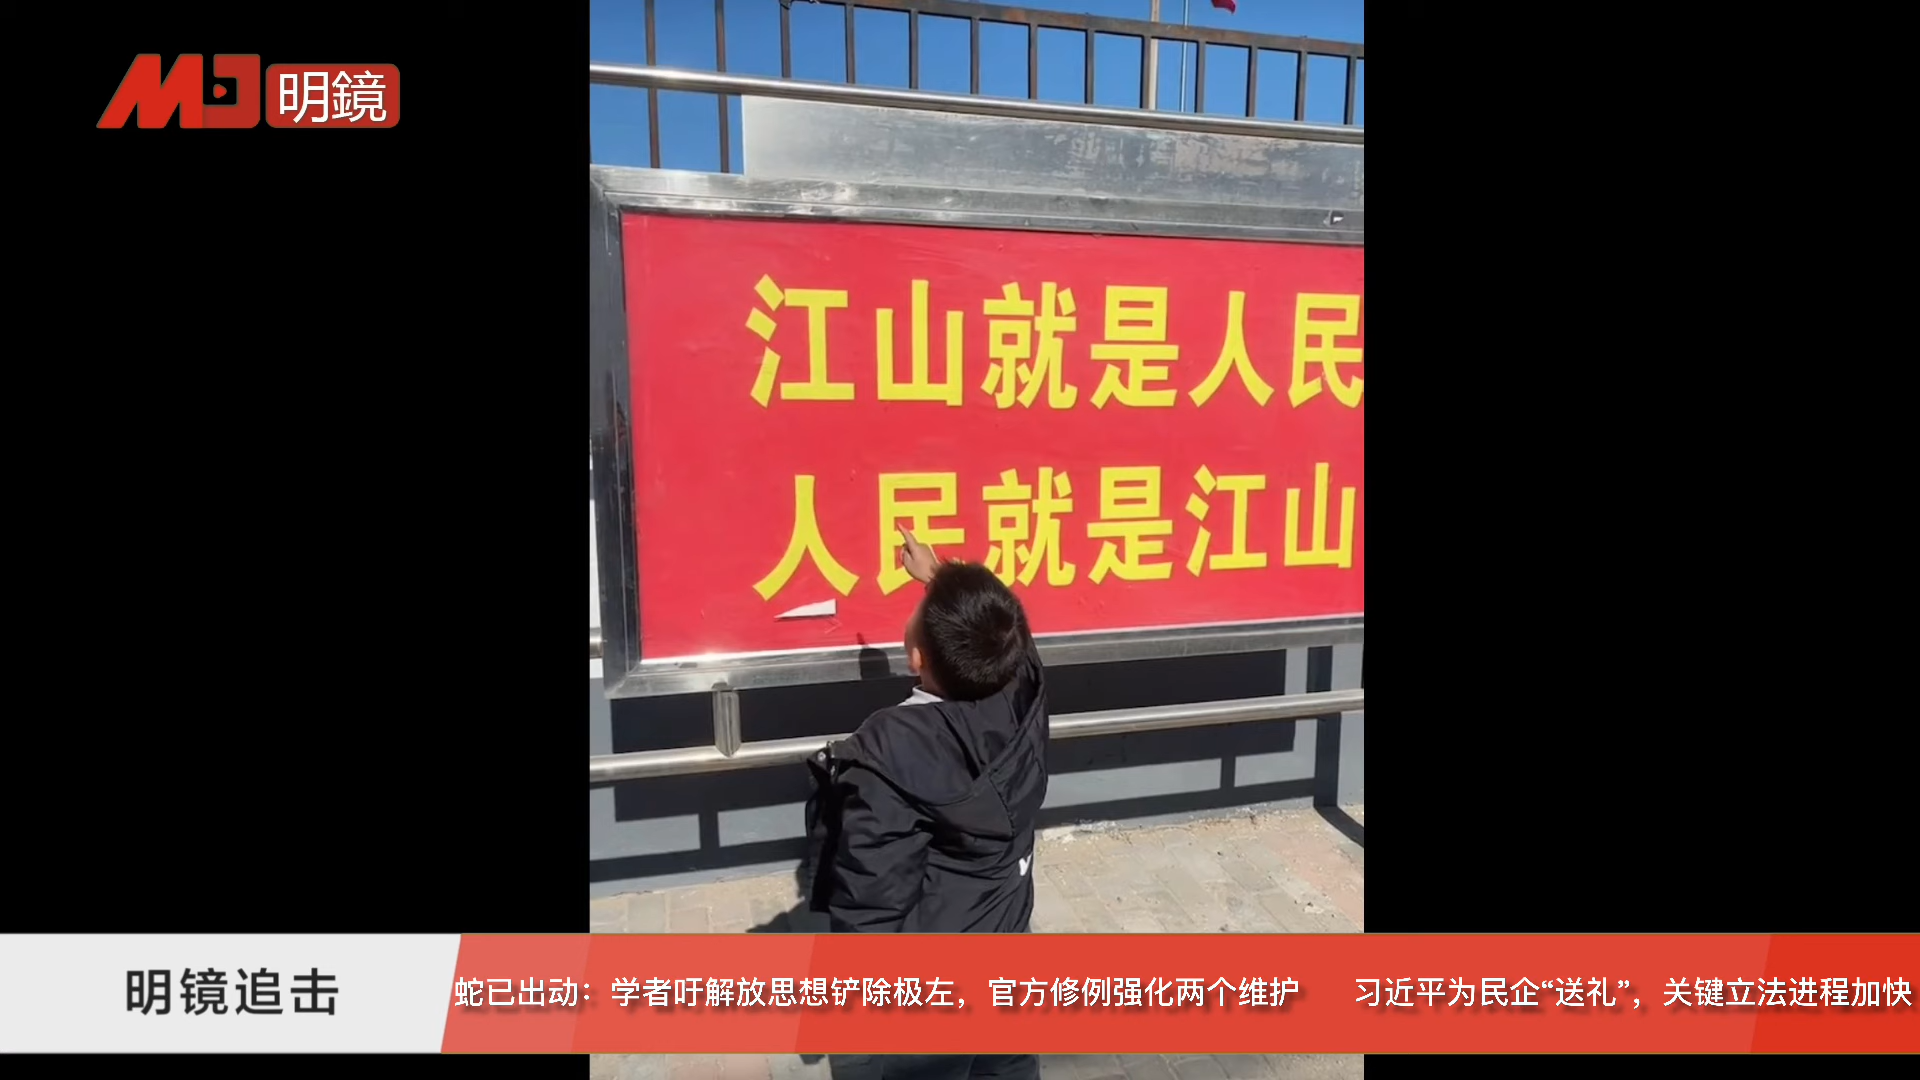 明鏡
江山就是人民
人民就是江山
明镜追击
蛇已出动：学者吁解放思想铲除极左，官方修例强化两个维护 习近平为民企“送礼”，关键立法进程加快